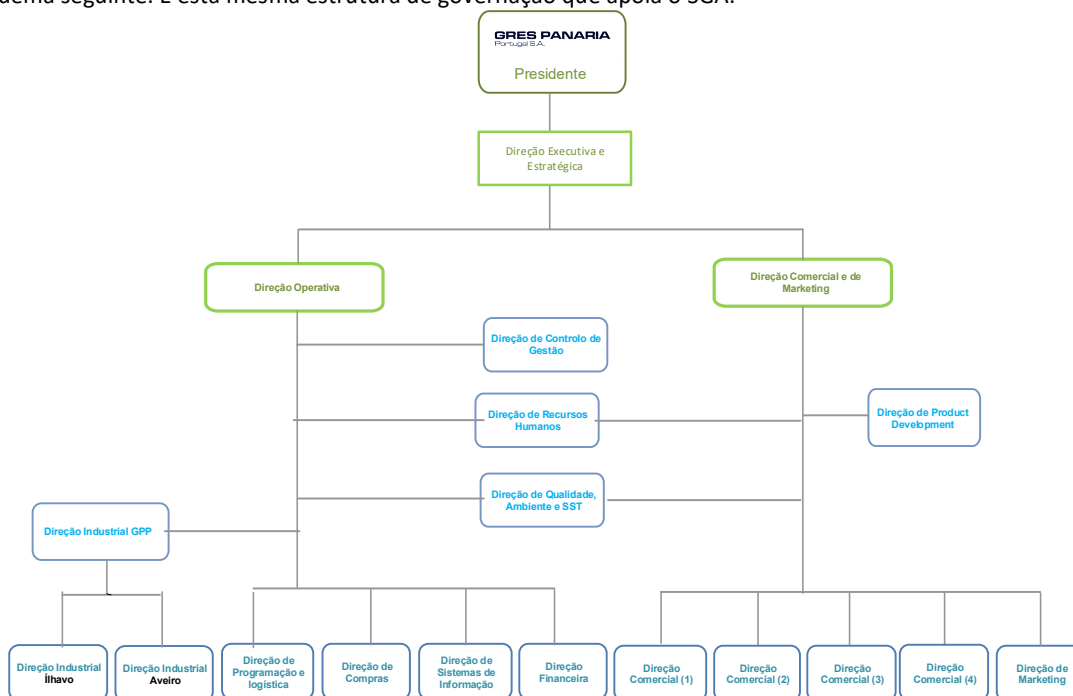 dema seguinte. É esta mesma estrutura de governação que apoia o SGA.
GRES PANARIA
Portugal S.A.
Presidente
Direção Executiva e
Estratégica
Direção Operativa
Direção Comercial e de
Marketing
Direção de Controlo de
Gestão
Direção de Recursos
Humanos
Direção de Product
Development
Direção de Qualidade,
Ambiente e SST
Direção Industrial GPP
Direção Industrial
Ílhavo
Direção Industrial
Aveiro
Direção de
Programação e
logística
Direção de
Compras
Direção de
Sistemas de
Informação
Direção
Financeira
Direção
Comercial (1)
Direção
Comercial (2)
Direção
Comercial (3)
Direção
Comercial (4)
Direção de
Marketing